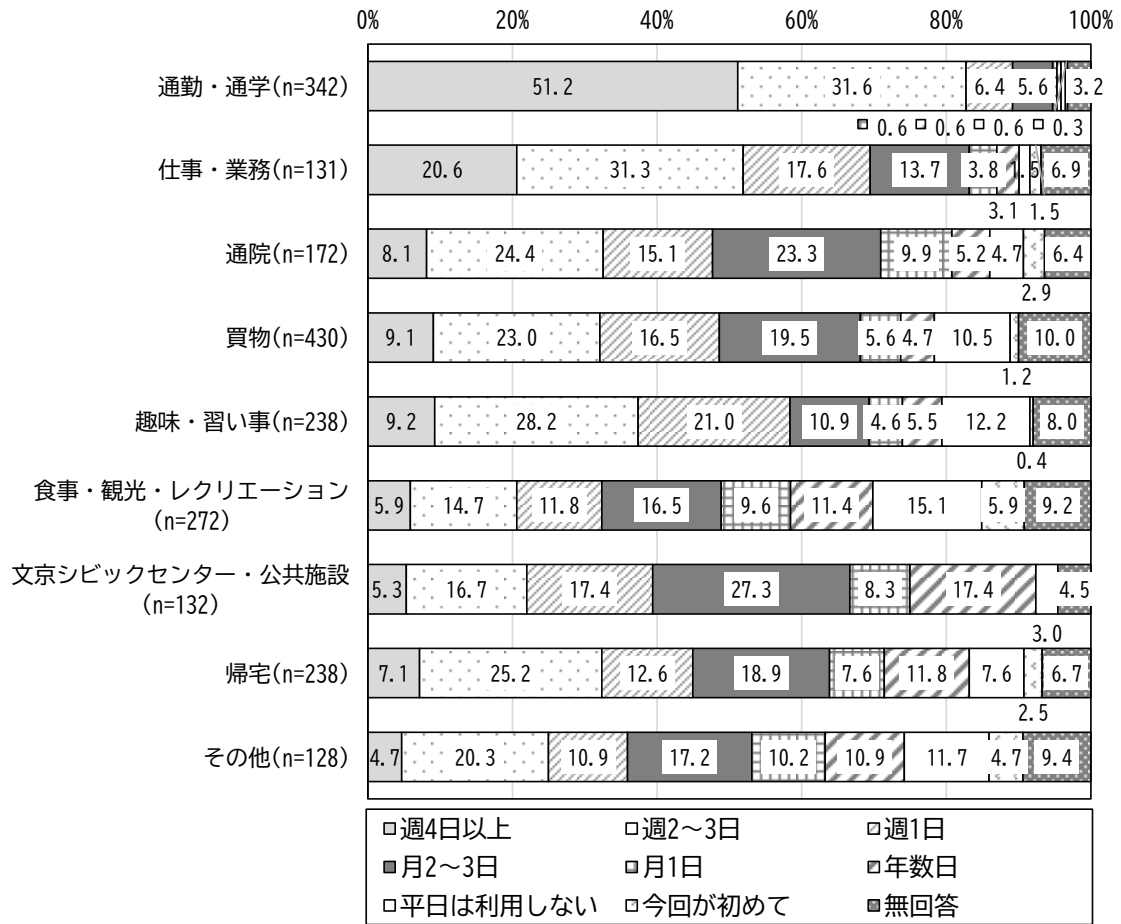 0% 20% 40% 60% 80% 100%
通勤・通学(n=342) 51.2 31.6 6.4 5.6 3.2
0.6 0.6 0.6 0.3
仕事・業務(n=131) 20.6 31.3 17.6 13.7 3.8 1.5 6.9
3.1 1.5
通院(n=172) 8.1 24.4 15.1 23.3 9.9 5.2 4.7 6.4
2.9
買物(n=430) 9.1 23.0 16.5 19.5 5.6 4.7 10.5 10.0
1.2
趣味・習い事(n=238) 9.2 28.2 21.0 10.9 4.6 5.5 12.2 8.0
0.4
食事・観光・レクリエーション
(n=272) 5.9 14.7 11.8 16.5 9.6 11.4 15.1 5.9 9.2
文京シビックセンター・公共施設
(n=132) 5.3 16.7 17.4 27.3 8.3 17.4 4.5
3.0
帰宅(n=238) 7.1 25.2 12.6 18.9 7.6 11.8 7.6 6.7
2.5
その他(n=128) 4.7 20.3 10.9 17.2 10.2 10.9 11.7 4.7 9.4
週4日以上 週2～3日 週1日
月2～3日 月1日 年数日
平日は利用しない 今回が初めて 無回答